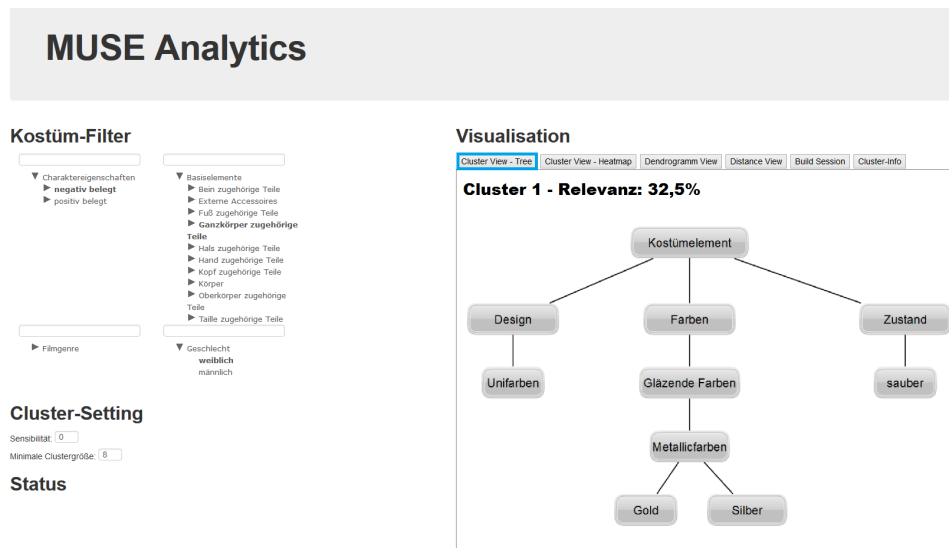 MUSE Analytics
Kostüm-Filter
Charaktereigenschaften
negativ belegt
positiv belegt
Basiselemente
Bein zugehörige Teile
Externe Accessoires
Fuß zugehörige Teile
Ganzkörper zugehörige
Teile
Hals zugehörige Teile
Hand zugehörige Teile
Kopf zugehörige Teile
Körper
Oberkörper zugehörige
Teile
Taille zugehörige Teile
Filmgenre
Geschlecht
weiblich
männlich
Cluster-Setting
Sensibilität: 0
Minimale Clustergröße: 8
Status
Visualisation
Cluster View - Tree Cluster View - Heatmap Dendrogramm View Distance View Build Session Cluster-Info
Cluster 1 - Relevanz: 32,5%
Kostümelement
Design Farben Zustand
Unifarben Gläzende Farben sauber
Metallicfarben
Gold Silber